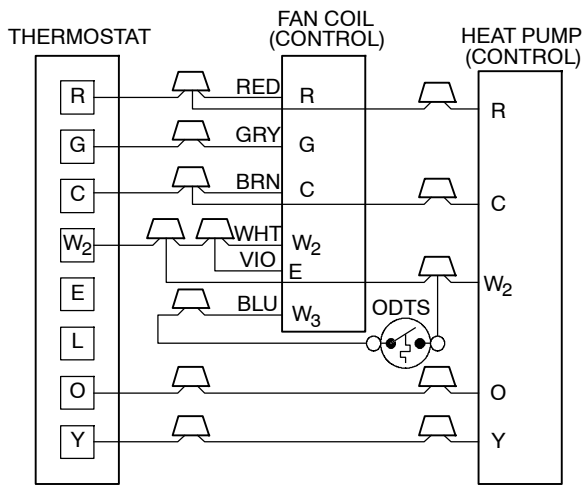 THERMOSTAT
FAN COIL
(CONTROL)
HEAT PUMP
(CONTROL)
R
RED
R
R
G
GRY
G
C
BRN
C
C
W2
WHT
W2
VIO
E
W2
E
BLU
W3
ODTS
L
O
O
Y
Y